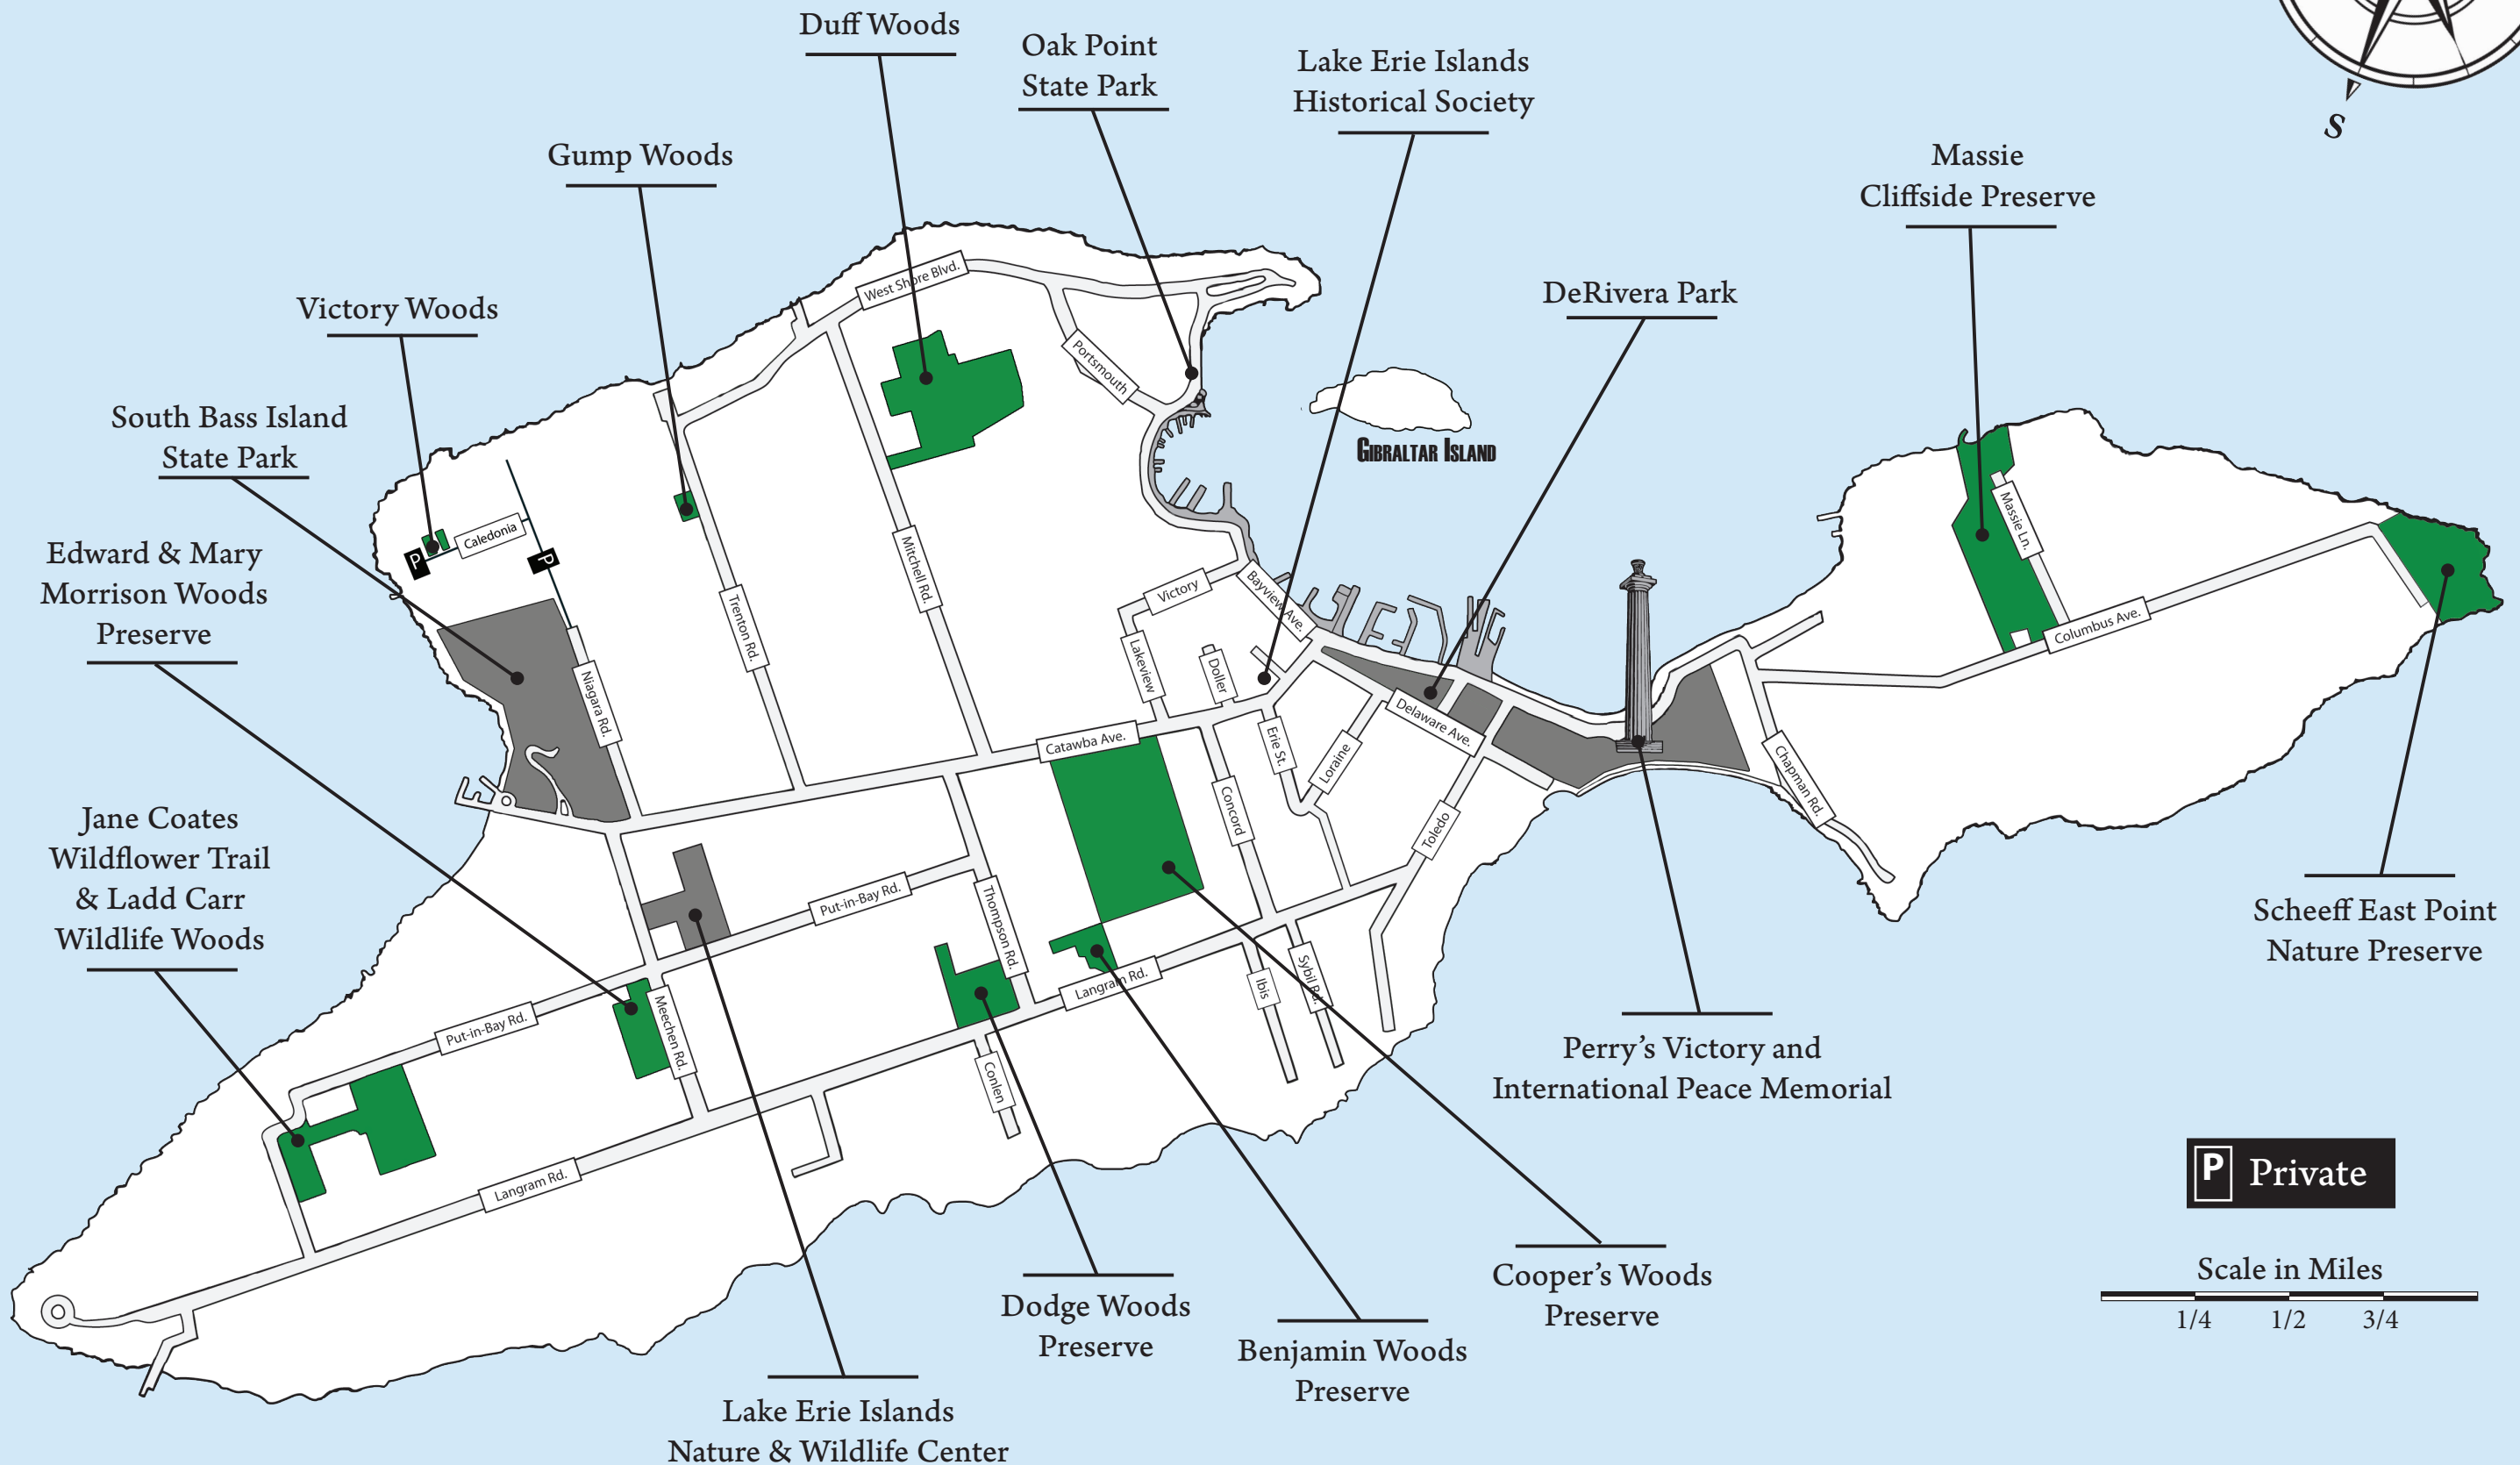 Duff Woods
Oak Point
State Park
Lake Erie Islands
Historical Society
S
Gump Woods
Massie
Cliffside Preserve
Victory Woods
DeRivera Park
South Bass Island
State Park
Edward & Mary
Morrison Woods
Preserve
Jane Coates
Wildflower Trail
& Ladd Carr
Wildlife Woods
West Shore Blvd.
Portsmouth
GIBRALTAR ISLAND
Caledonia
P
P
Mitchell Rd.
Trenton Rd.
Niagara Rd.
Victory
Bayview Ave.
Lakeview
Doller
Catawba Ave.
Erie St.
Loraine
Delaware Ave.
Concord
Toledo
Massie Ln.
Columbus Ave.
Chapman Rd.
Put-in-Bay Rd.
Thompson Rd.
Langram Rd.
Ibis
Sybil Rd.
Put-in-Bay Rd.
Meechen Rd.
Conlen
Langram Rd.
Scheeff East Point
Nature Preserve
Perry's Victory and
International Peace Memorial
P Private
Scale in Miles
1/4 1/2 3/4
Cooper's Woods
Preserve
Dodge Woods
Preserve
Benjamin Woods
Preserve
Lake Erie Islands
Nature & Wildlife Center